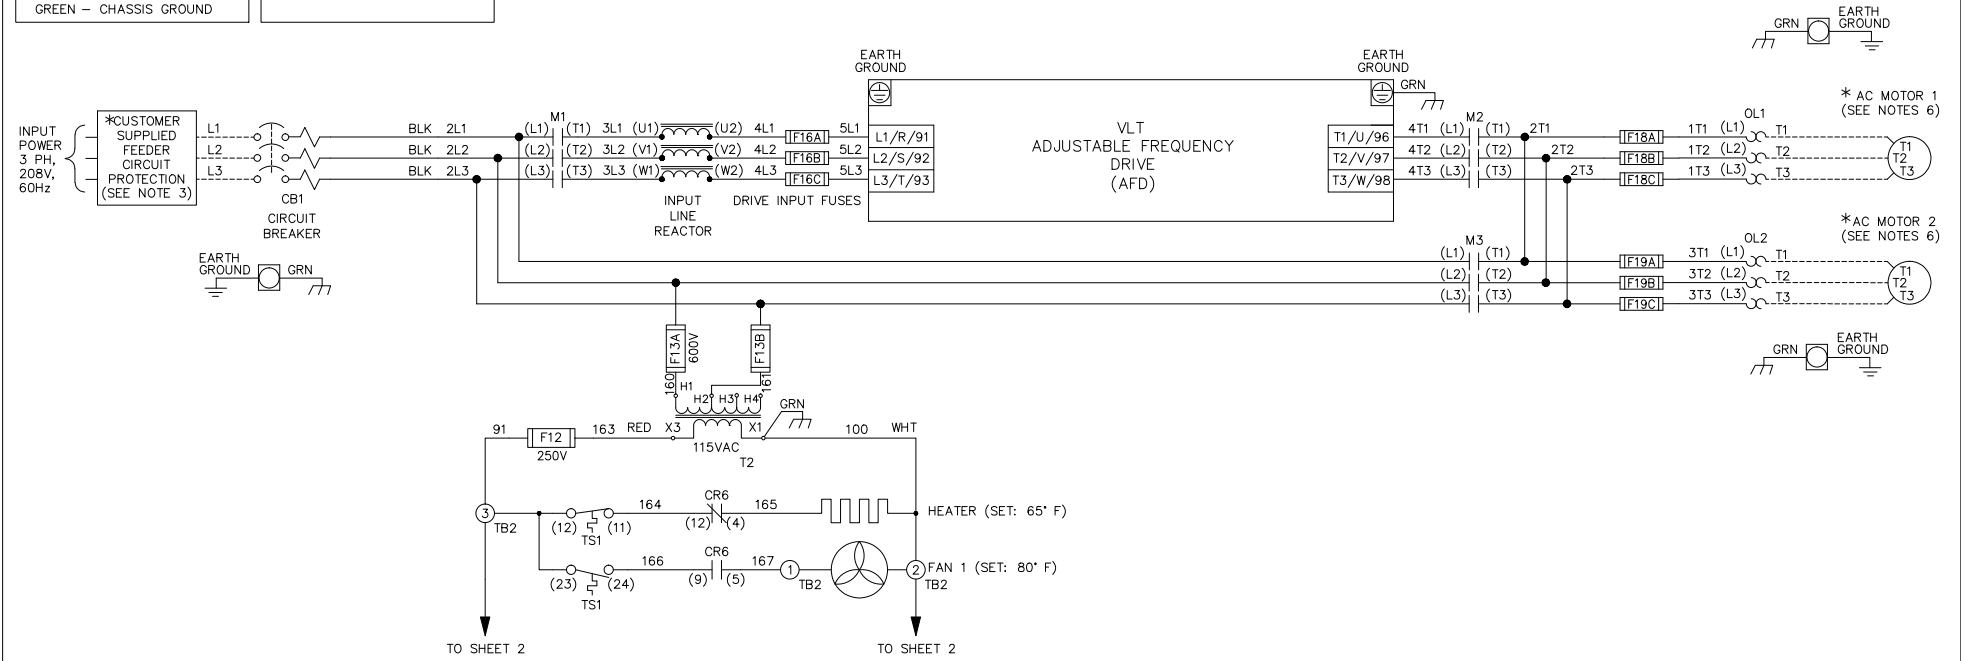 GREEN – CHASSIS GROUND
GRN
EARTH
GROUND
INPUT
POWER
3 PH,
208V,
60Hz
*CUSTOMER
SUPPLIED
FEEDER
CIRCUIT
PROTECTION
(SEE NOTE 3)
L1
L2
L3
CB1
CIRCUIT
BREAKER
BLK 2L1
BLK 2L2
BLK 2L3
M1
(L1) (T1) 3L1 (U1) (U2) 4L1 F16A 5L1
(L2) (T2) 3L2 (V1) (V2) 4L2 F16B 5L2
(L3) (T3) 3L3 (W1) (W2) 4L3 F16C 5L3
INPUT
LINE
REACTOR
DRIVE INPUT FUSES
EARTH
GROUND
L1/R/91
L2/S/92
L3/T/93
VLT
ADJUSTABLE FREQUENCY
DRIVE
(AFD)
EARTH
GROUND
GRN
T1/U/96
T2/V/97
T3/W/98
M2
4T1 (L1) (T1) 2T1 F18A 1T1 (L1) T1
4T2 (L2) (T2) 2T2 F18B 1T2 (L2) T2
4T3 (L3) (T3) 2T3 F18C 1T3 (L3) T3
OL1
* AC MOTOR 1
(SEE NOTES 6)
T1
T2
T3
M3
(L1) (T1) F19A 3T1 (L1) T1
(L2) (T2) F19B 3T2 (L2) T2
(L3) (T3) F19C 3T3 (L3) T3
OL2
* AC MOTOR 2
(SEE NOTES 6)
T1
T2
T3
EARTH
GROUND
GRN
GRN
EARTH
GROUND
F13A
600V
F13B
160
161
H1
H2 H3 H4
GRN
91
F12
250V
163 RED X3
115VAC
X1
T2
100 WHT
3
TB2
(12) (11)
TS1
164
CR6
(12) (4)
165
HEATER (SET: 65° F)
(23) (24)
TS1
166
CR6
(9) (5)
167
1
TB2
2
TB2
FAN 1 (SET: 80° F)
TO SHEET 2
TO SHEET 2